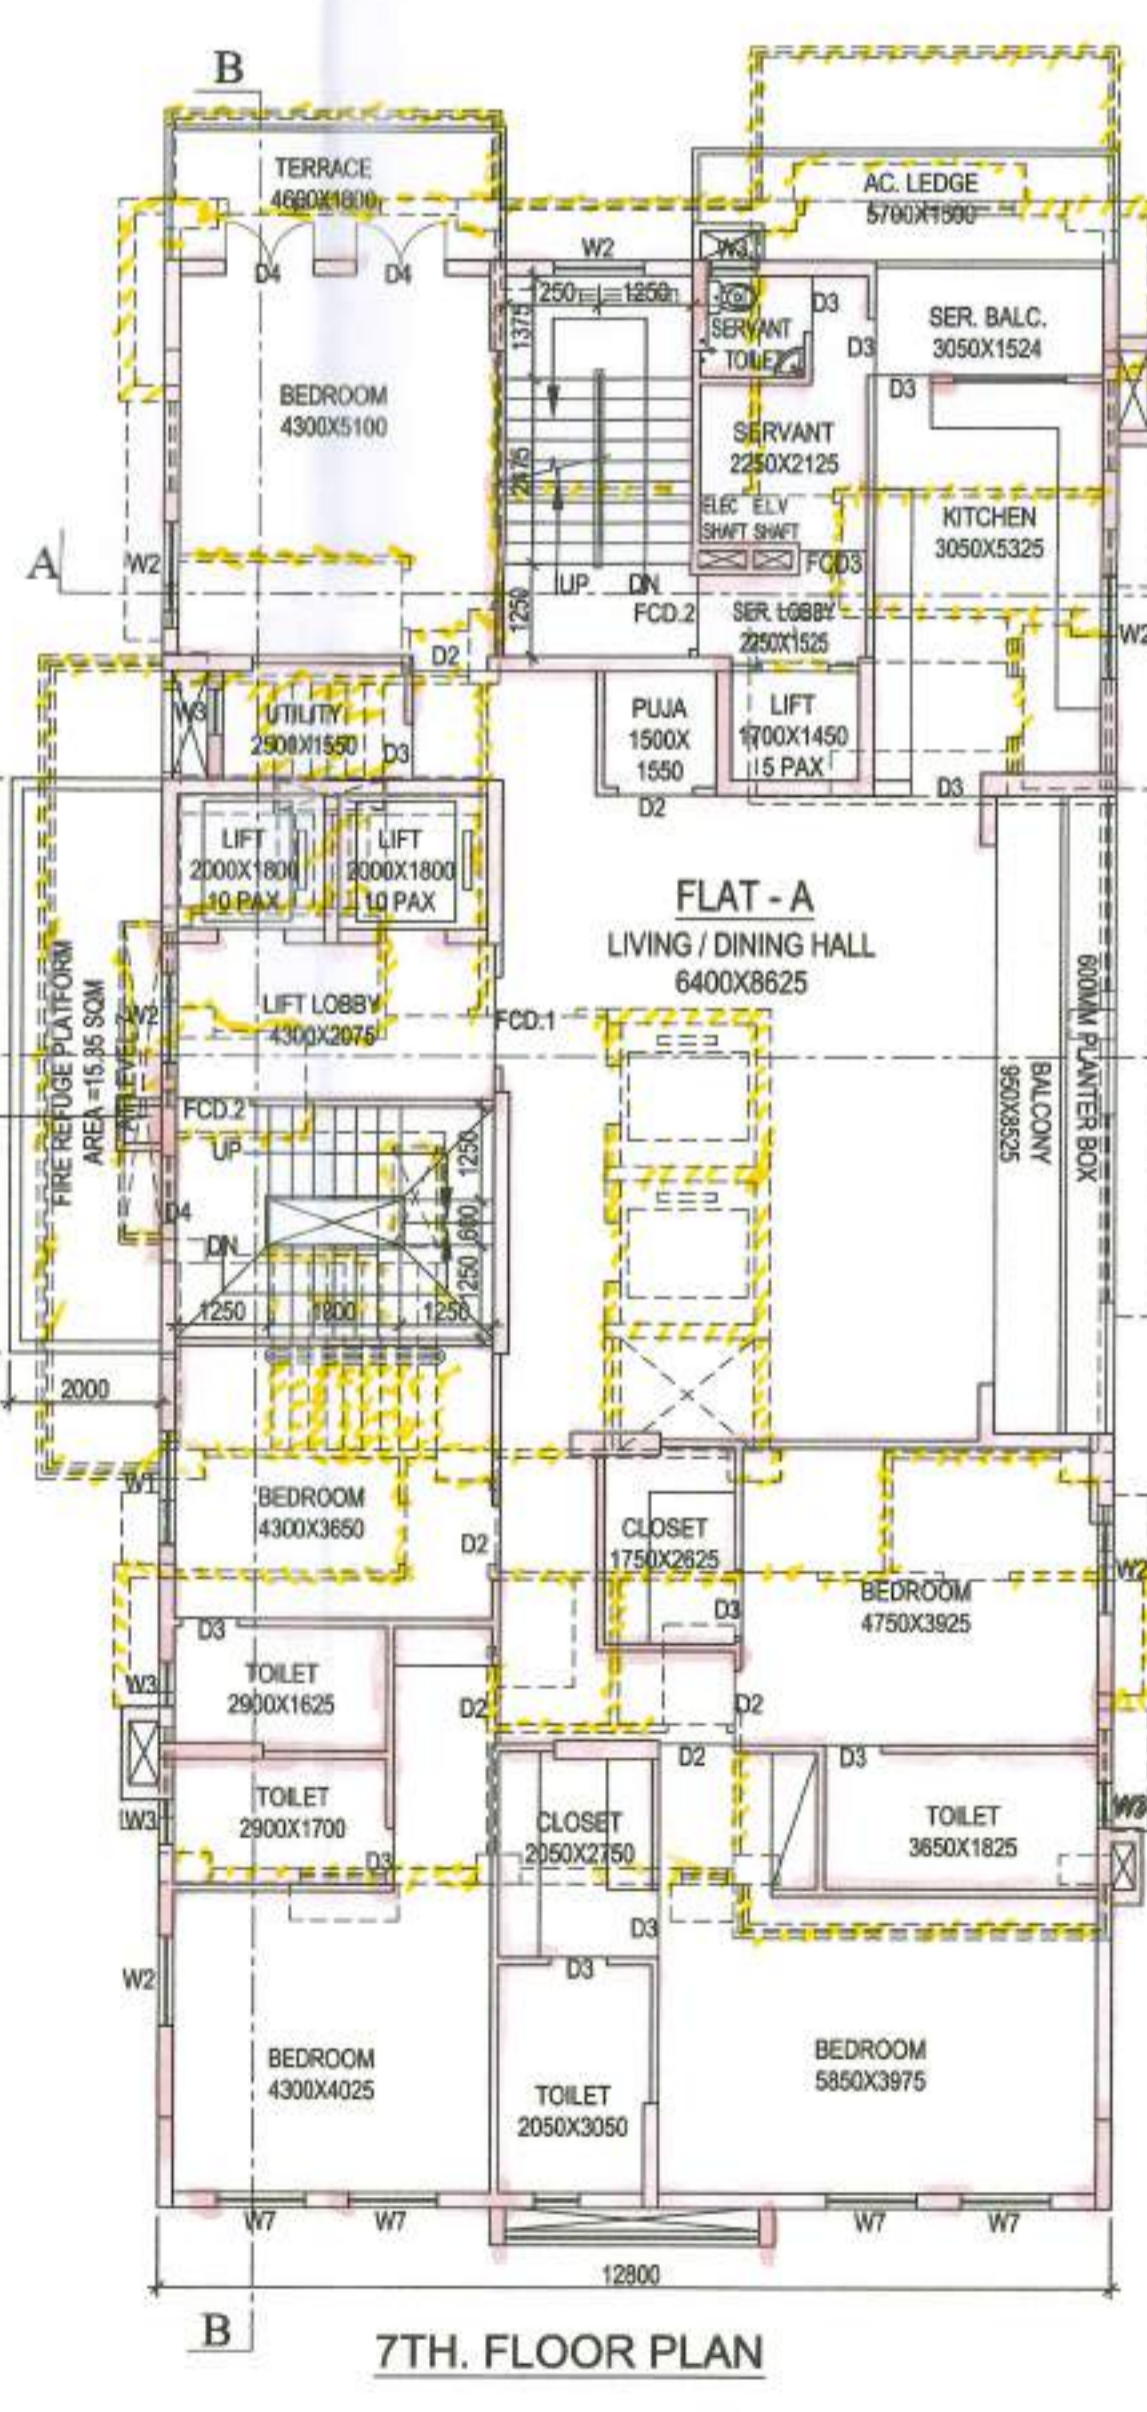 B
TERRACE
4600X1800
AC. LEDGE
5700X1500
D4
D4
W2
W3
250
1250
1375
SERVANT
TOILET
D3
D3
SER. BALC.
3050X1524
D3
BEDROOM
4300X5100
SERVANT
2250X2125
2475
ELEC
SHAFT
E.L.V
SHAFT
KITCHEN
3050X5325
A
W2
FCD3
UP
DN
1250
FCD.2
SER. LOBBY
2250X1525
W2
D2
W3
UTILITY
2500X1550
D3
PUJA
1500X
1550
LIFT
1700X1450
15 PAX
D2
D3
LIFT
2000X1800
10 PAX
LIFT
2000X1800
10 PAX
FLAT - A
LIVING / DINING HALL
6400X8625
FIRE REFUGE PLATFORM
AREA =15.85 SQM
W2
LIFT LOBBY
4300X2075
FCD.1
600MM PLANTER BOX
BALCONY
950X8525
FCD.2
UP
1250
D4
600
DN
1250
1250
1800
1250
2000
W1
BEDROOM
4300X3650
D2
CLOSET
1750X2625
D3
BEDROOM
4750X3925
W2
D3
TOILET
2900X1625
W3
D2
D2
D2
D3
TOILET
2900X1700
W3
D3
CLOSET
2050X2750
TOILET
3650X1825
D3
D3
W2
BEDROOM
4300X4025
TOILET
2050X3050
BEDROOM
5850X3975
W7
W7
W7
W7
12800
B
7TH. FLOOR PLAN